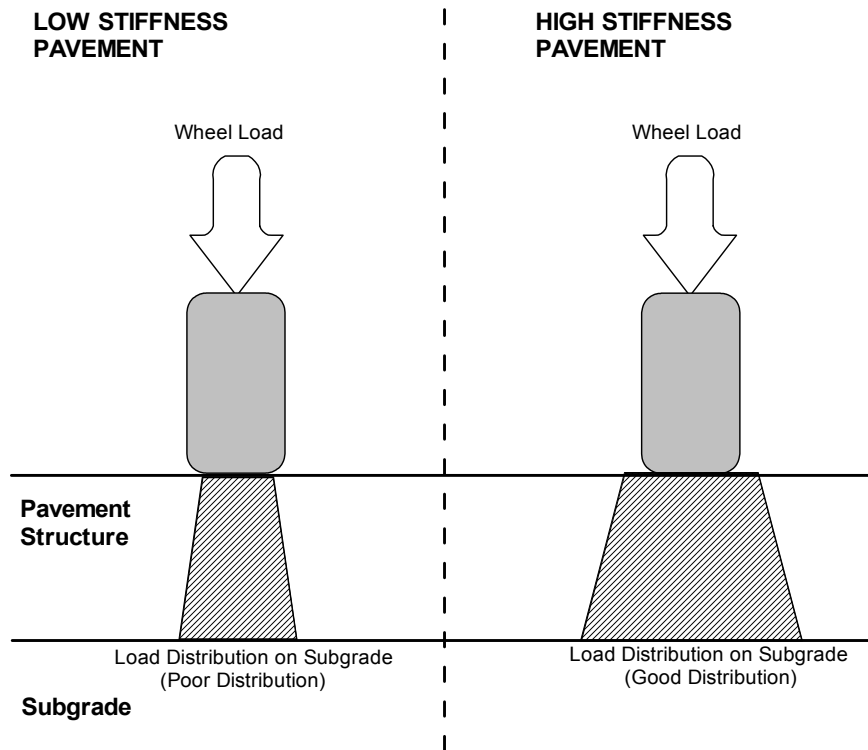 LOW STIFFNESS
PAVEMENT
HIGH STIFFNESS
PAVEMENT
Wheel Load
Wheel Load
Pavement
Structure
Load Distribution on Subgrade
(Poor Distribution)
Load Distribution on Subgrade
(Good Distribution)
Subgrade